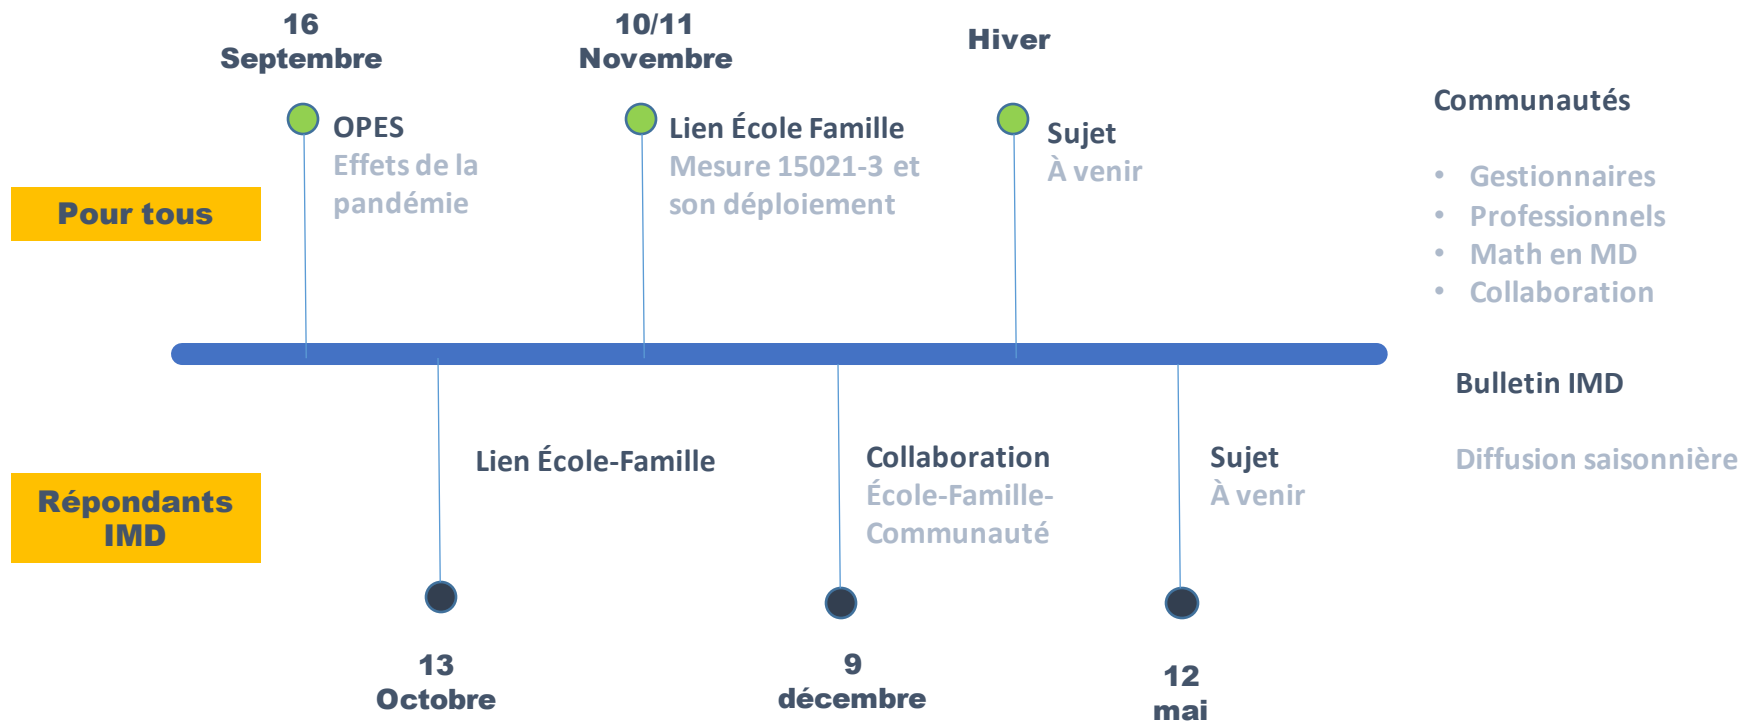 16
Septembre
10/11
Novembre
Hiver
OPES
Effets de la
pandémie
Lien École Famille
Mesure 15021-3 et
son déploiement
Sujet
À venir
Pour tous
Communautés
• Gestionnaires
• Professionnels
• Math en MD
• Collaboration
Bulletin IMD
Diffusion saisonnière
Répondants
IMD
Lien École-Famille
Collaboration
École-Famille-
Communauté
Sujet
À venir
13
Octobre
9
décembre
12
mai